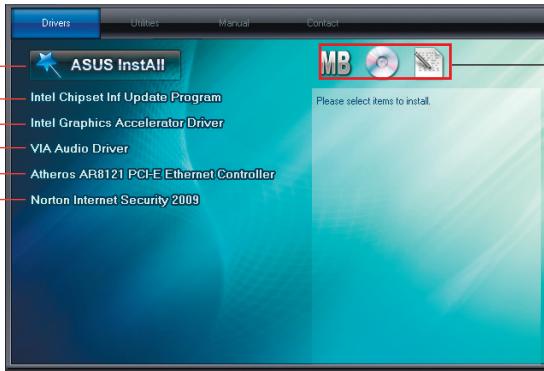 Drivers Utilities Manual Contact
ASUS InstAll
MB
Intel Chipset Inf Update Program
Please select items to install.
Intel Graphics Accelerator Driver
VIA Audio Driver
Atheros AR8121 PCI-E Ethernet Controller
Norton Internet Security 2009